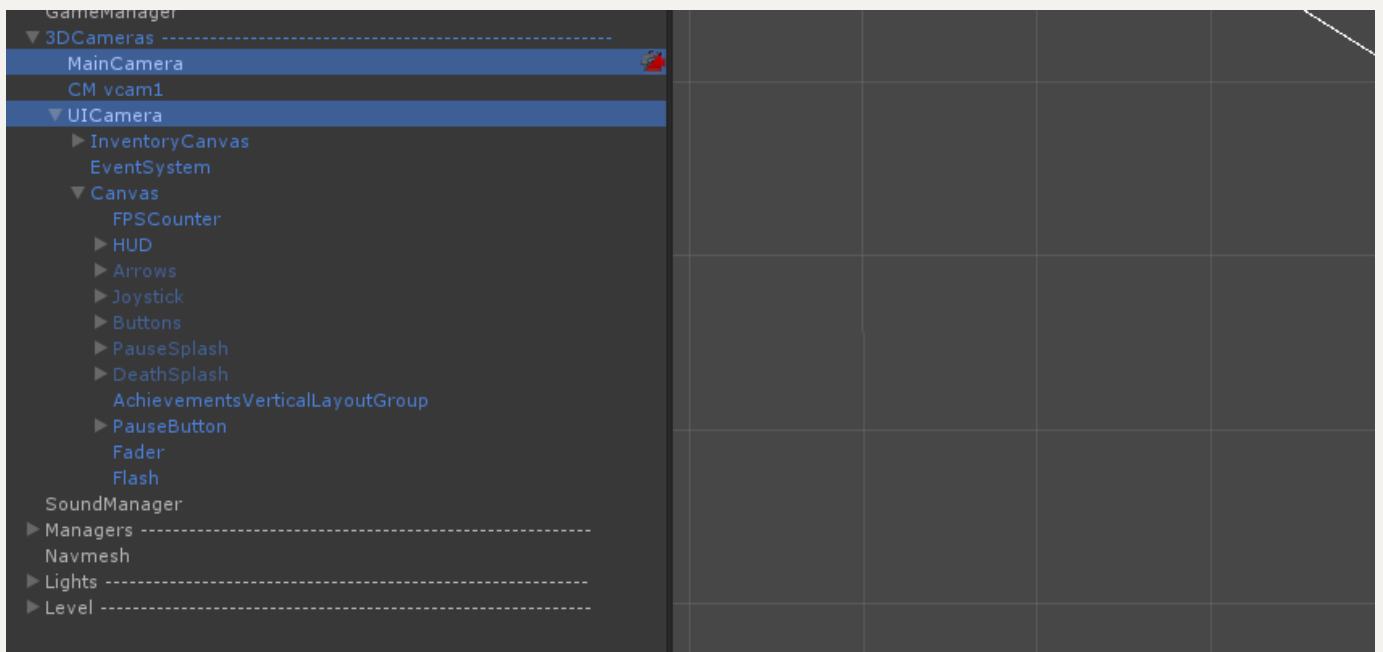 GameManager
3DCameras --------------------------------------------------------
MainCamera
CM vcam1
UICamera
InventoryCanvas
EventSystem
Canvas
FPSCounter
HUD
Arrows
Joystick
Buttons
PauseSplash
DeathSplash
AchievementsVerticalLayoutGroup
PauseButton
Fader
Flash
SoundManager
Managers --------------------------------------------------------
Navmesh
Lights ------------------------------------------------------------
Level -------------------------------------------------------------